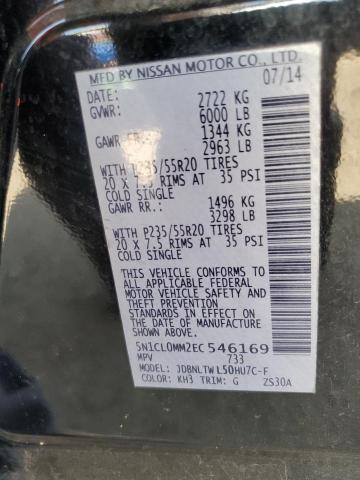 MFD BY NISSAN MOTOR CO., LTD.
DATE: 07/14
GVWR: 2722 KG
6000 LB
GAWR 1344 KG
2963 LB
WITH P235/55R20 TIRES
20 X 7.5 RIMS AT 35 PSI
COLD SINGLE
GAWR RR.: 1496 KG
3298 LB
WITH P235/55R20 TIRES
20 X 7.5 RIMS AT 35 PSI
COLD SINGLE
THIS VEHICLE CONFORMS TO
ALL APPLICABLE FEDERAL
MOTOR VEHICLE SAFETY
STANDARDS IN EFFECT ON THE
DATE OF MANUFACTURE
SHOWN ABOVE.
5N1CL0MM2EC546169
MPV 733
MODEL: JDBNLTWL50HU7C-F
COLOR: KH3 TRIM: G ZS30A